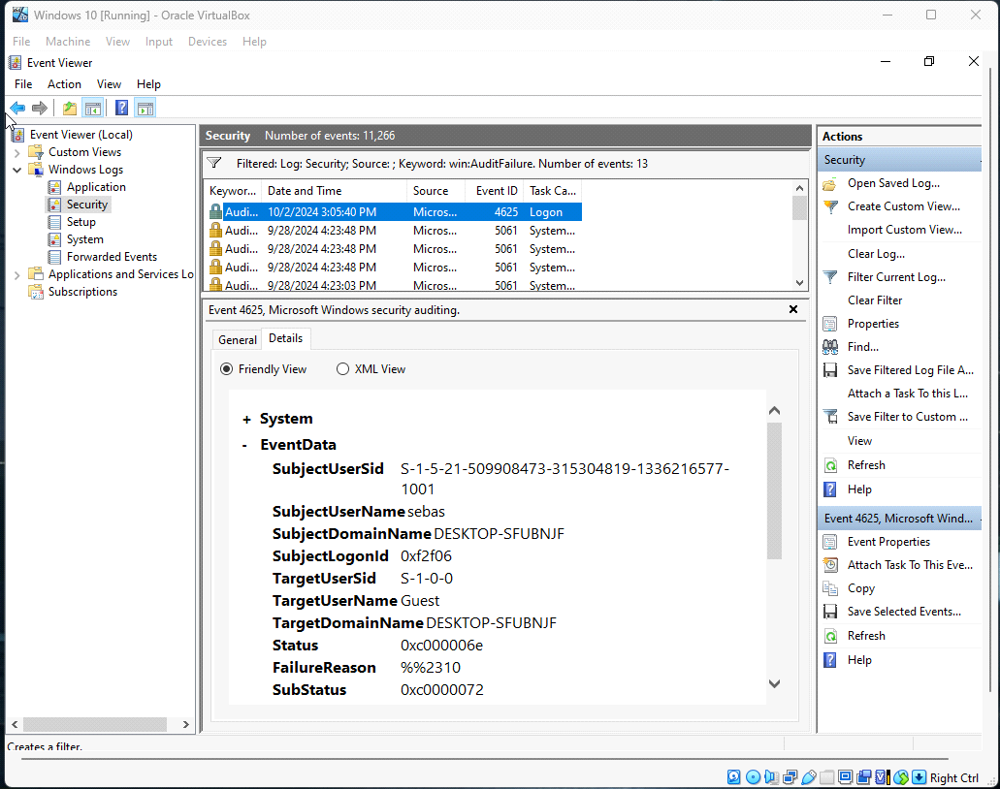 Windows 10 [Running] - Oracle VirtualBox
File Machine View Input Devices Help
Event Viewer
File Action View Help
Event Viewer (Local)
Custom Views
Windows Logs
Application
Security
Setup
System
Forwarded Events
Applications and Services Lo
Subscriptions
Security Number of events: 11,266
Filtered: Log: Security; Source: ; Keyword: win:AuditFailure. Number of events: 13
Keywor... Date and Time Source Event ID Task Ca...
Audi... 10/2/2024 3:05:40 PM Micros... 4625 Logon
Audi... 9/28/2024 4:23:48 PM Micros... 5061 System...
Audi... 9/28/2024 4:23:48 PM Micros... 5061 System...
Audi... 9/28/2024 4:23:48 PM Micros... 5061 System...
Audi... 9/28/2024 4:23:03 PM Micros... 5061 System...
Event 4625, Microsoft Windows security auditing.
General Details
Friendly View XML View
+ System
- EventData
SubjectUserSid S-1-5-21-509908473-315304819-1336216577-
1001
SubjectUserName sebas
SubjectDomainName DESKTOP-SFUBNJF
SubjectLogonId 0xf2f06
TargetUserSid S-1-0-0
TargetUserName Guest
TargetDomainName DESKTOP-SFUBNJF
Status 0xc000006e
FailureReason %%2310
SubStatus 0xc0000072
Actions
Security
Open Saved Log...
Create Custom View...
Import Custom View...
Clear Log...
Filter Current Log...
Clear Filter
Properties
Find...
Save Filtered Log File A...
Attach a Task To this L...
Save Filter to Custom ...
View
Refresh
Help
Event 4625, Microsoft Wind...
Event Properties
Attach Task To This Eve...
Copy
Save Selected Events...
Refresh
Help
Creates a filter.
Right Ctrl